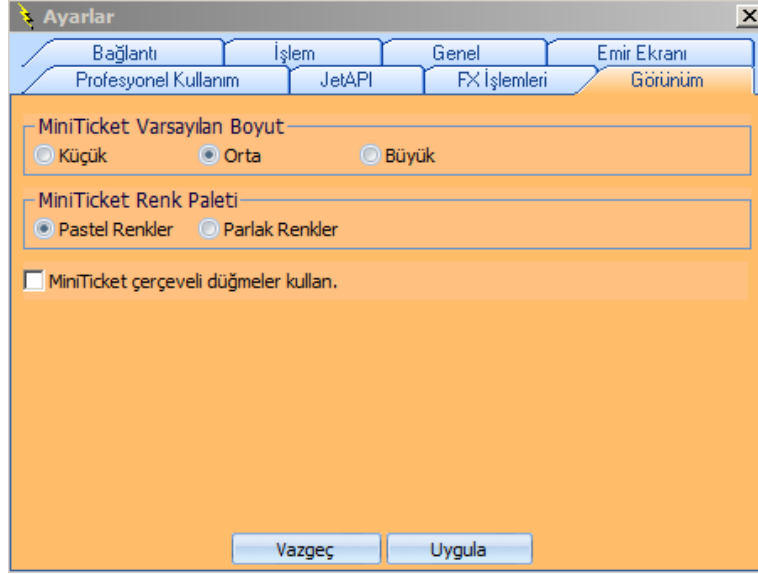 Ayarlar
Bağlantı İşlem Genel Emir Ekranı
Profesyonel Kullanım JetAPI FX İşlemleri Görünüm
MiniTicket Varsayılan Boyut
Küçük Orta Büyük
MiniTicket Renk Paleti
Pastel Renkler Parlak Renkler
MiniTicket çerçeveli düğmeler kullan.
Vazgeç Uygula